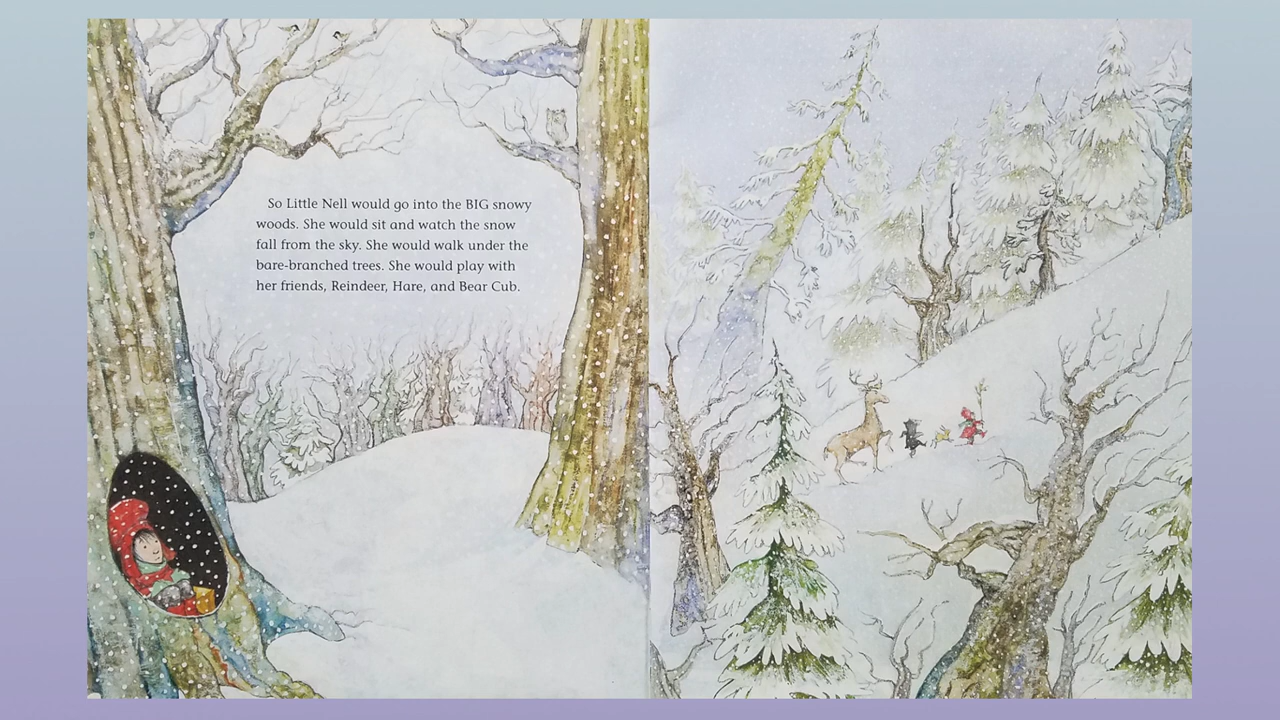 So Little Nell would go into the BIG snowy
woods. She would sit and watch the snow
fall from the sky. She would walk under the
bare-branched trees. She would play with
her friends, Reindeer, Hare, and Bear Cub.